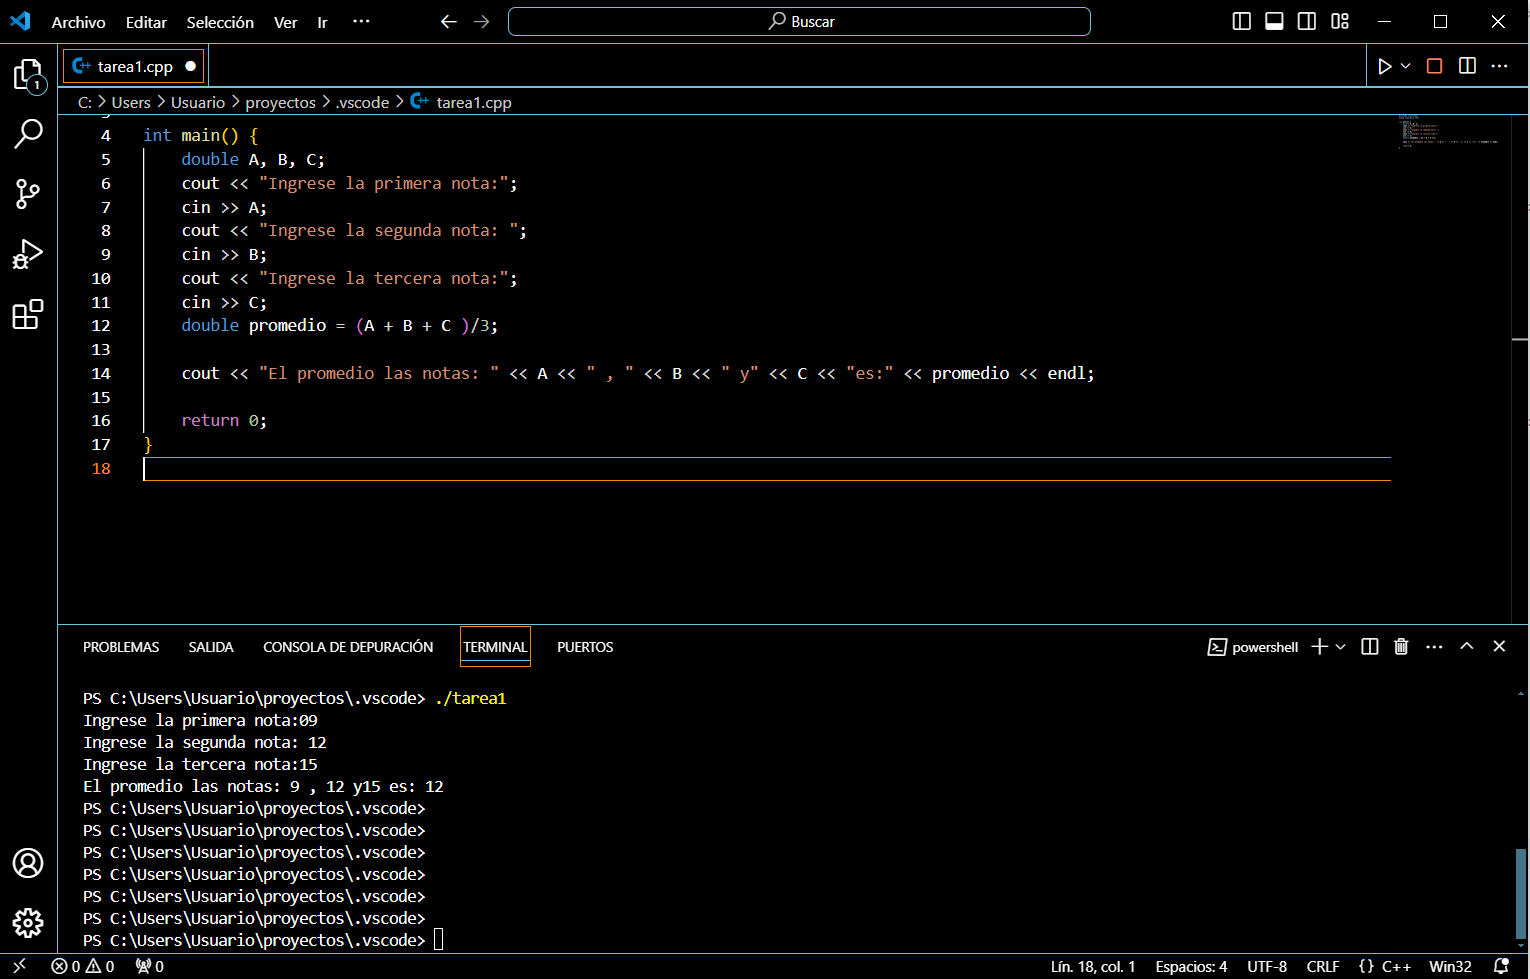 Archivo Editar Selección Ver Ir ··· Buscar
tarea1.cpp
1
C: > Users > Usuario > proyectos > .vscode > tarea1.cpp
4 int main() {
5 double A, B, C;
6 cout << "Ingrese la primera nota:";
7 cin >> A;
8 cout << "Ingrese la segunda nota: ";
9 cin >> B;
10 cout << "Ingrese la tercera nota:";
11 cin >> C;
12 double promedio = (A + B + C )/3;
13
14 cout << "El promedio las notas: " << A << " , " << B << " y" << C << "es:" << promedio << endl;
15
16 return 0;
17 }
18
PROBLEMAS SALIDA CONSOLA DE DEPURACIÓN TERMINAL PUERTOS powershell
PS C:\Users\Usuario\proyectos\.vscode> ./tarea1
Ingrese la primera nota:09
Ingrese la segunda nota: 12
Ingrese la tercera nota:15
El promedio las notas: 9 , 12 y15 es: 12
PS C:\Users\Usuario\proyectos\.vscode>
PS C:\Users\Usuario\proyectos\.vscode>
PS C:\Users\Usuario\proyectos\.vscode>
PS C:\Users\Usuario\proyectos\.vscode>
PS C:\Users\Usuario\proyectos\.vscode>
PS C:\Users\Usuario\proyectos\.vscode>
PS C:\Users\Usuario\proyectos\.vscode>
0 0 0 Lín. 18, col. 1 Espacios: 4 UTF-8 CRLF {} C++ Win32